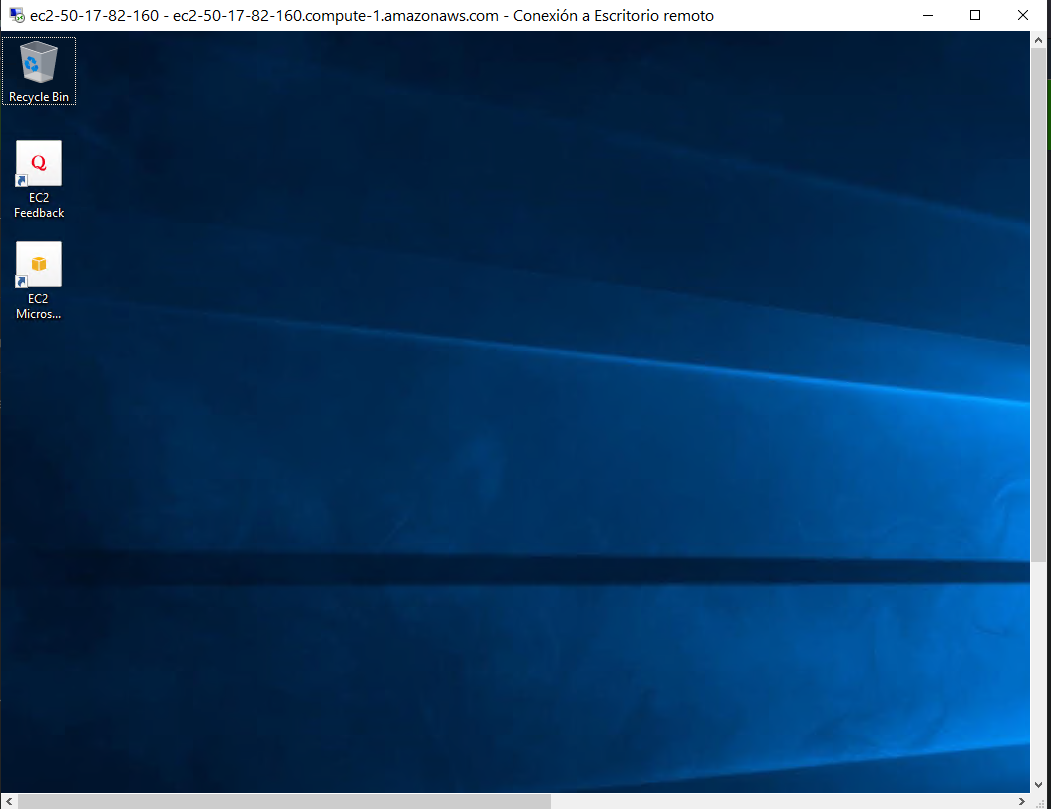 ec2-50-17-82-160 - ec2-50-17-82-160.compute-1.amazonaws.com - Conexión a Escritorio remoto
Recycle Bin
Q
EC2
Feedback
EC2
Micros...